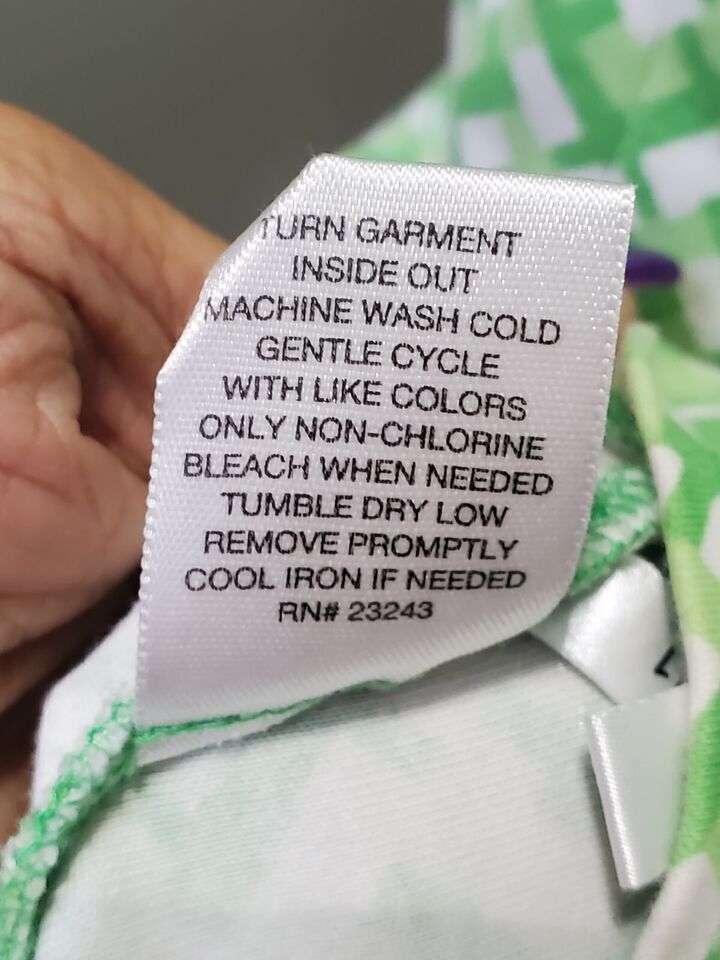 TURN GARMENT
INSIDE OUT
MACHINE WASH COLD
GENTLE CYCLE
WITH LIKE COLORS
ONLY NON-CHLORINE
BLEACH WHEN NEEDED
TUMBLE DRY LOW
REMOVE PROMPTLY
COOL IRON IF NEEDED
RN# 23243
L